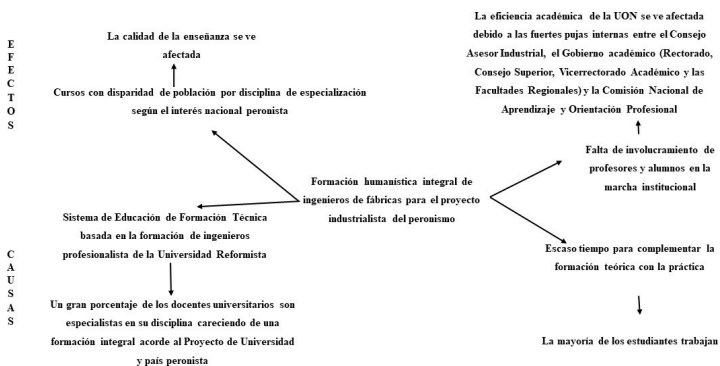 EFECTOS
La calidad de la enseñanza se ve
afectada
Cursos con disparidad de población por disciplina de especialización
según el interés nacional peronista
La eficiencia académica de la UON se ve afectada
debido a las fuertes pujas internas entre el Consejo
Asesor Industrial, el Gobierno académico (Rectorado,
Consejo Superior, Vicerrectorado Académico y las
Facultades Regionales) y la Comisión Nacional de
Aprendizaje y Orientación Profesional
Falta de involucramiento de
profesores y alumnos en la
marcha institucional
Formación humanística integral de
ingenieros de fábricas para el proyecto
industrialista del peronismo
CAUSAS
Sistema de Educación de Formación Técnica
basada en la formación de ingenieros
profesionalista de la Universidad Reformista
Un gran porcentaje de los docentes universitarios son
especialistas en su disciplina careciendo de una
formación integral acorde al Proyecto de Universidad
y país peronista
Escaso tiempo para complementar la
formación teórica con la práctica
La mayoría de los estudiantes trabajan